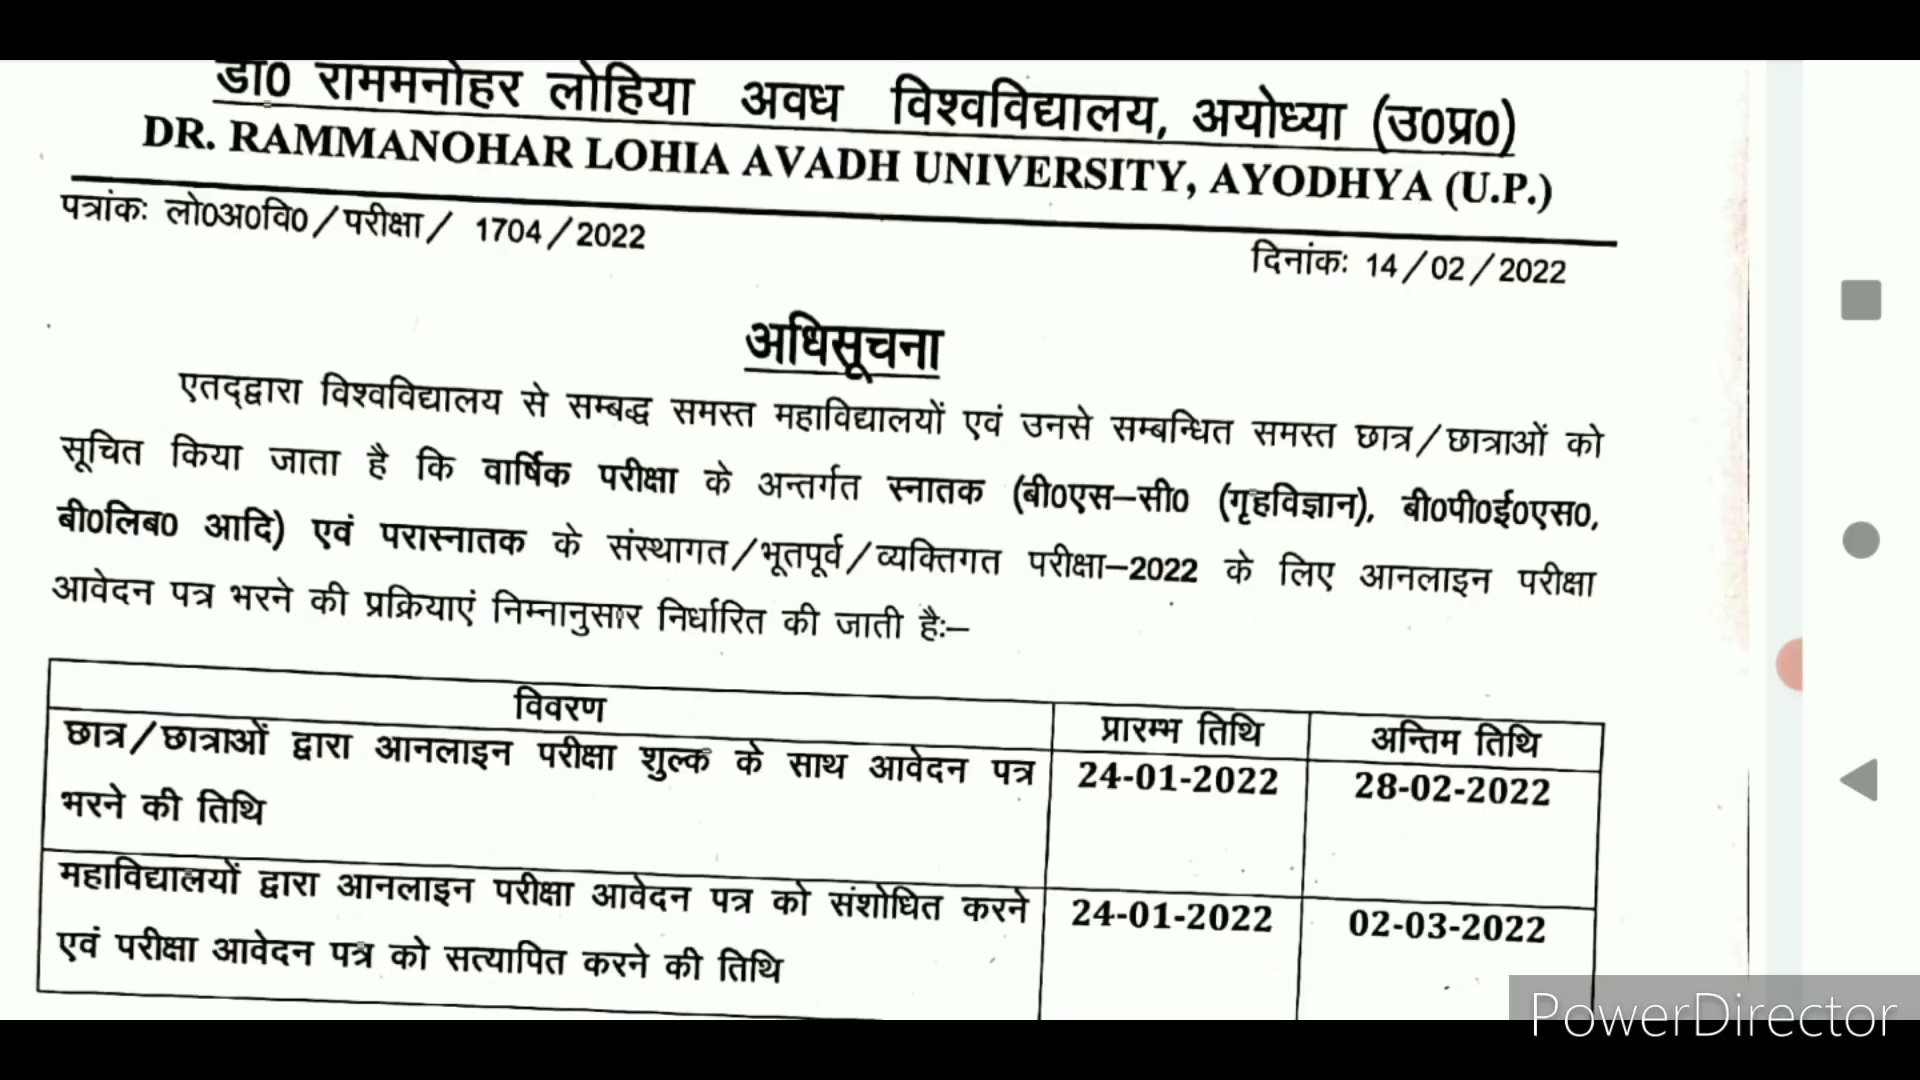 डा0 राममनोहर लोहिया अवध विश्वविद्यालय, अयोध्या (उ0प्र0)
DR. RAMMANOHAR LOHIA AVADH UNIVERSITY, AYODHYA (U.P.)
पत्रांकः लो0अ0वि0/परीक्षा/ 1704/2022
दिनांकः 14/02/2022
अधिसूचना
एतद्द्वारा विश्वविद्यालय से सम्बद्ध समस्त महाविद्यालयों एवं उनसे सम्बन्धित समस्त छात्र/छात्राओं को
सूचित किया जाता है कि वार्षिक परीक्षा के अन्तर्गत स्नातक (बी0एस–सी0 (गृहविज्ञान), बी0पी0ई0एस0,
बी0लिब0 आदि) एवं परास्नातक के संस्थागत/भूतपूर्व/व्यक्तिगत परीक्षा–2022 के लिए आनलाइन परीक्षा
आवेदन पत्र भरने की प्रक्रियाएं निम्नानुसार निर्धारित की जाती हैः–
विवरण प्रारम्भ तिथि अन्तिम तिथि
छात्र/छात्राओं द्वारा आनलाइन परीक्षा शुल्क के साथ आवेदन पत्र 24-01-2022 28-02-2022
भरने की तिथि
महाविद्यालयों द्वारा आनलाइन परीक्षा आवेदन पत्र को संशोधित करने 24-01-2022 02-03-2022
एवं परीक्षा आवेदन पत्र को सत्यापित करने की तिथि
PowerDirector